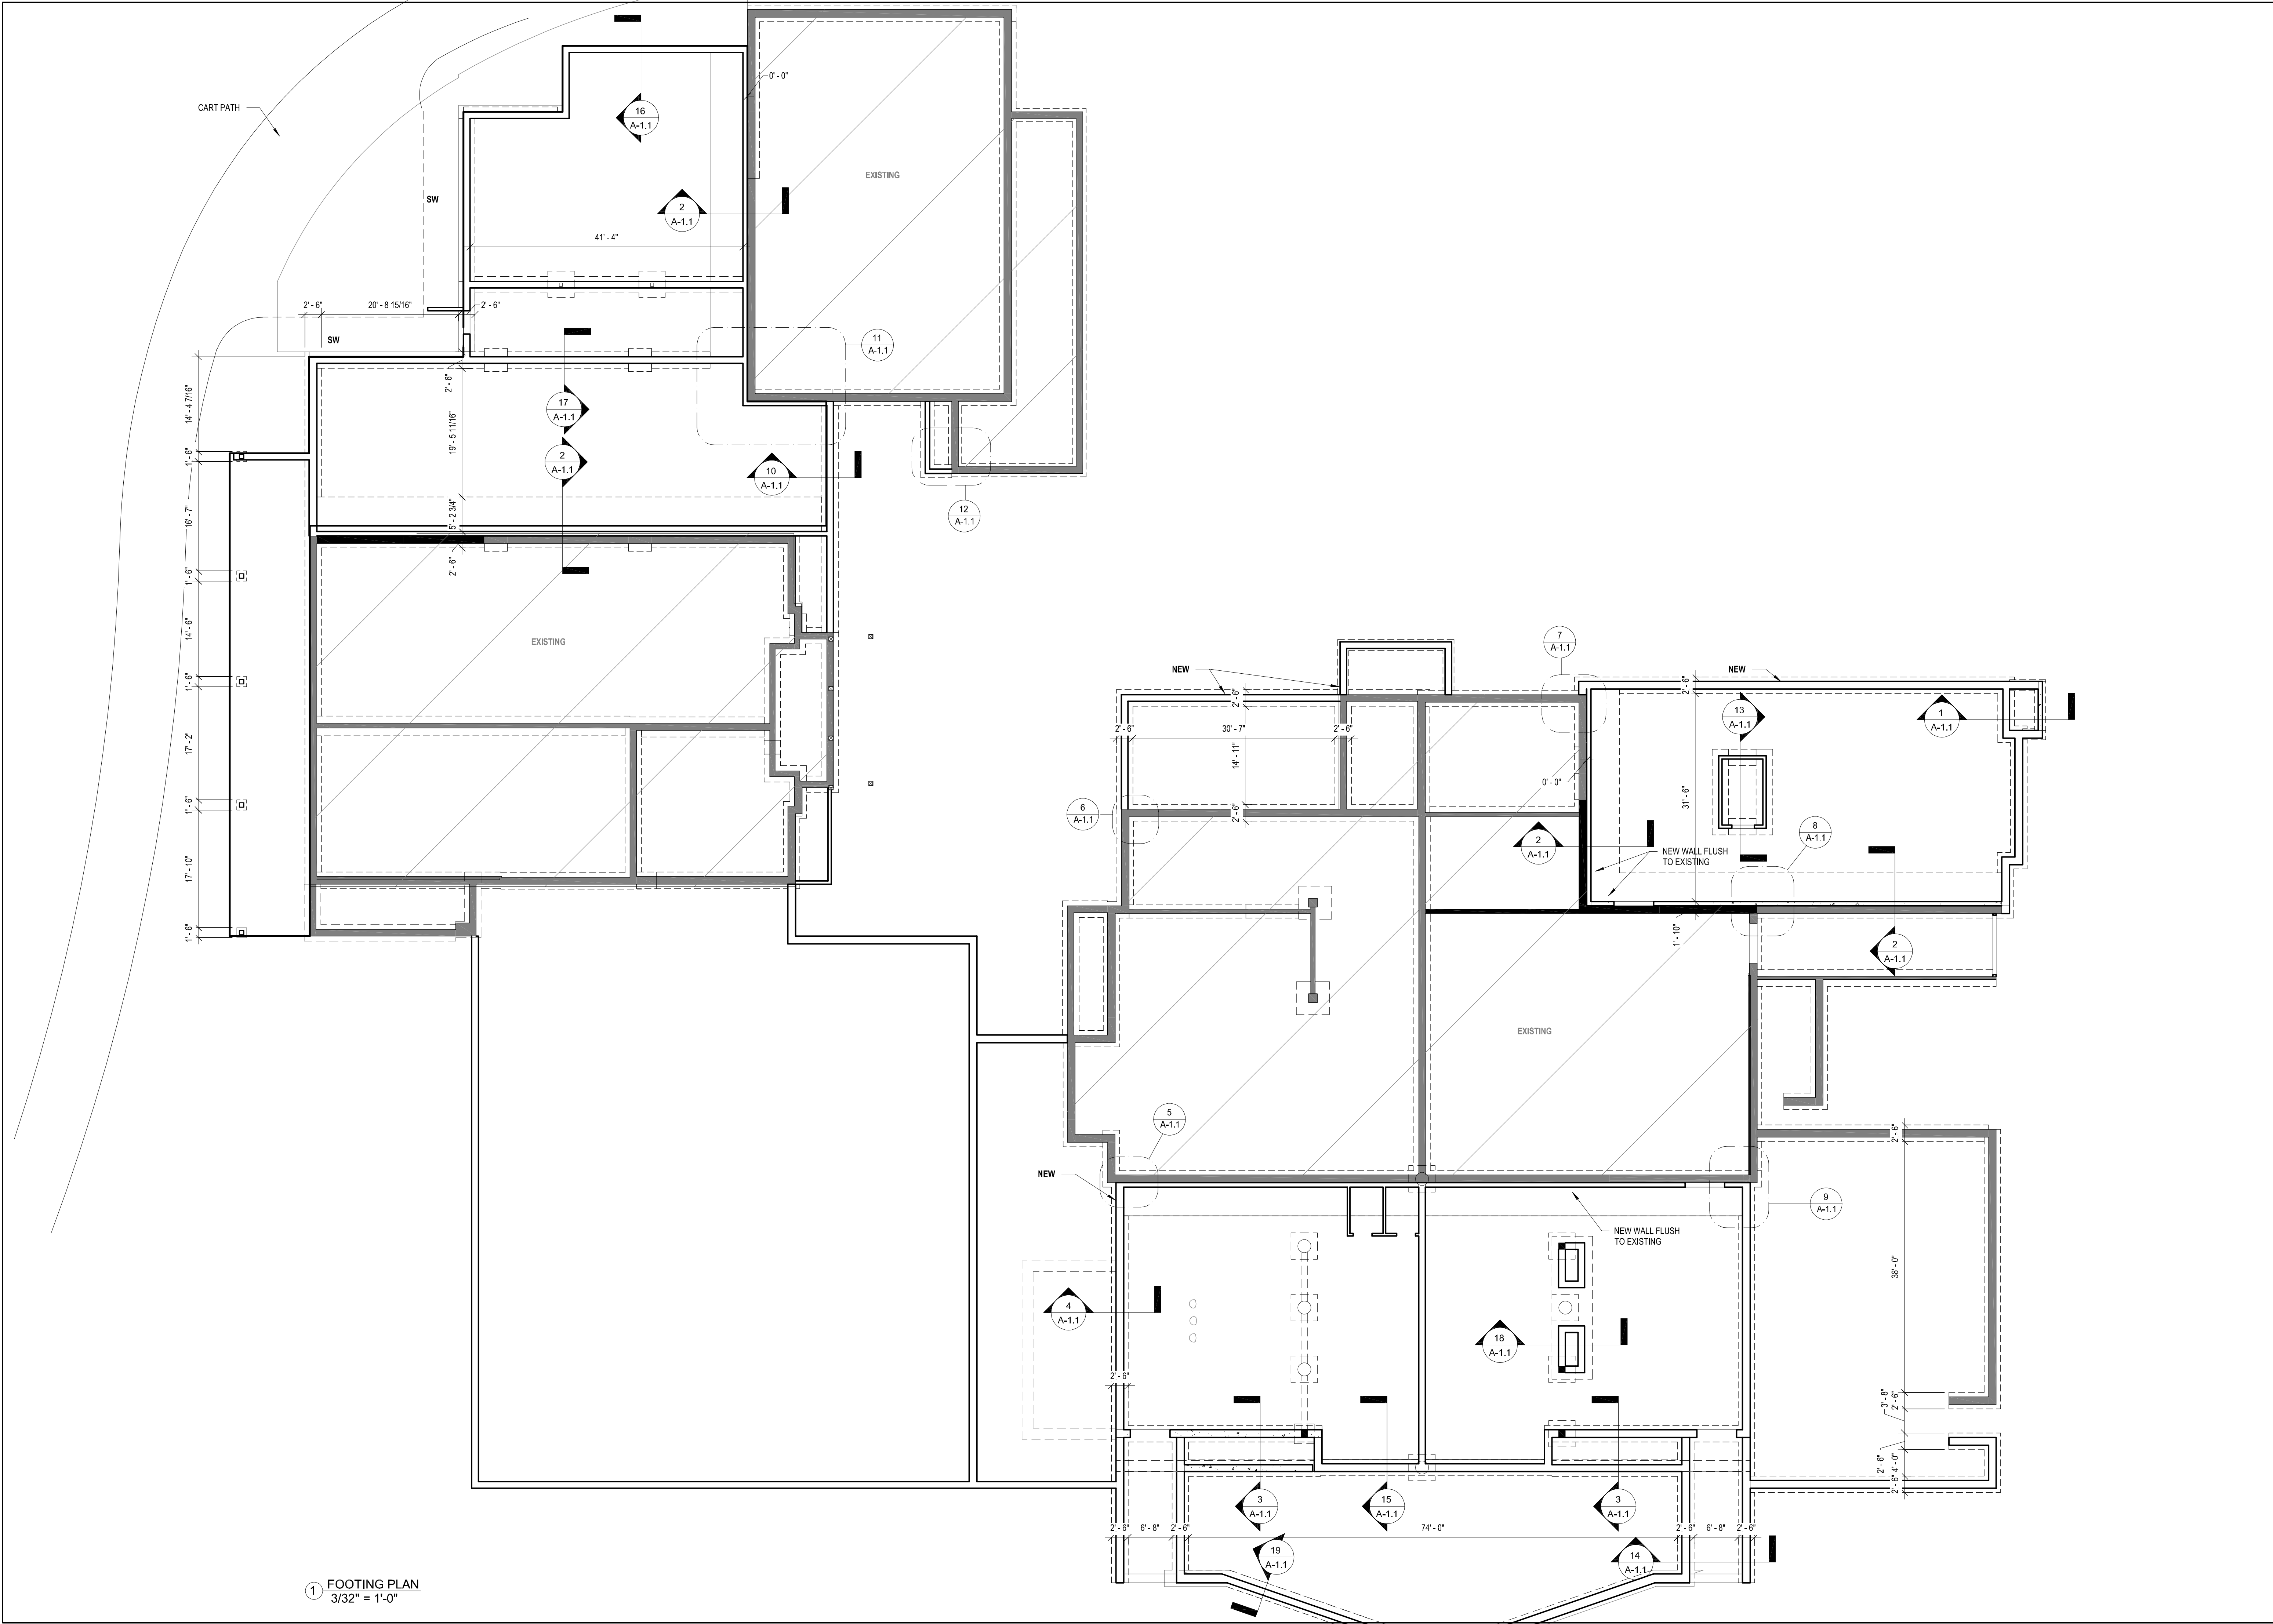 0' - 0"
CART PATH
16
A-1.1
EXISTING
SW
2
A-1.1
41' - 4"
2' - 6"
20' - 8 15/16"
2' - 6"
SW
11
A-1.1
14' - 4 7/16"
2' - 6"
17
A-1.1
19' - 5 11/16"
1' - 6"
2
A-1.1
10
A-1.1
12
A-1.1
16' - 7"
5' - 2 3/4"
2' - 6"
1' - 6"
14' - 6"
EXISTING
1' - 6"
17' - 2"
1' - 6"
17' - 10"
1' - 6"
7
A-1.1
NEW
NEW
2' - 6"
2' - 6"
13
A-1.1
1
A-1.1
2' - 6"
30' - 7"
2' - 6"
14' - 11"
0' - 0"
31' - 6"
6
A-1.1
2' - 6"
8
A-1.1
2
A-1.1
NEW WALL FLUSH
TO EXISTING
1' - 10"
2
A-1.1
EXISTING
5
A-1.1
2' - 6"
NEW
9
A-1.1
NEW WALL FLUSH
TO EXISTING
38' - 0"
4
A-1.1
18
A-1.1
2' - 6"
3' - 8"
2' - 6"
2' - 6"
4' - 0"
2' - 6"
3
A-1.1
15
A-1.1
3
A-1.1
2' - 6"
6' - 8"
2' - 6"
74' - 0"
2' - 6"
6' - 8"
2' - 6"
19
A-1.1
14
A-1.1
1
FOOTING PLAN
3/32" = 1'-0"